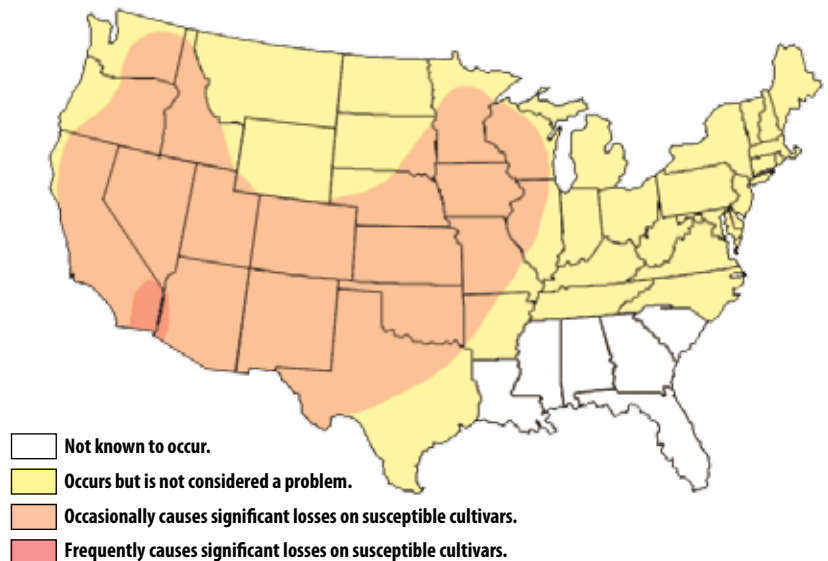 Not known to occur.
Occurs but is not considered a problem.
Occasionally causes significant losses on susceptible cultivars.
Frequently causes significant losses on susceptible cultivars.